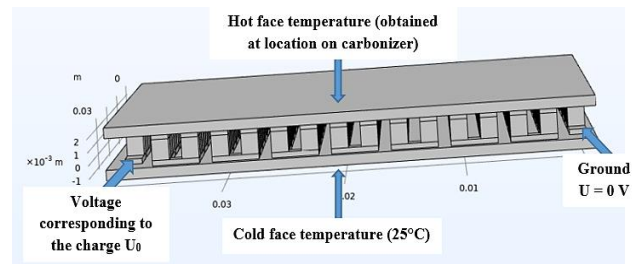 Hot face temperature (obtained
at location on carbonizer)
m
0
0.03
2
1
×10⁻³ m
0
-1
Ground
U = 0 V
Voltage
corresponding to
the charge U₀
0.03
.02
0.01
Cold face temperature (25°C)